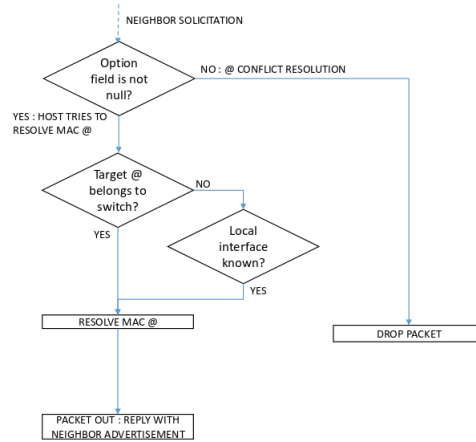 NEIGHBOR SOLICITATION
Option
field is not
null?
NO : @ CONFLICT RESOLUTION
YES : HOST TRIES TO
RESOLVE MAC @
Target @
belongs to
switch?
NO
YES
Local
interface
known?
YES
RESOLVE MAC @
DROP PACKET
PACKET OUT : REPLY WITH
NEIGHBOR ADVERTISEMENT